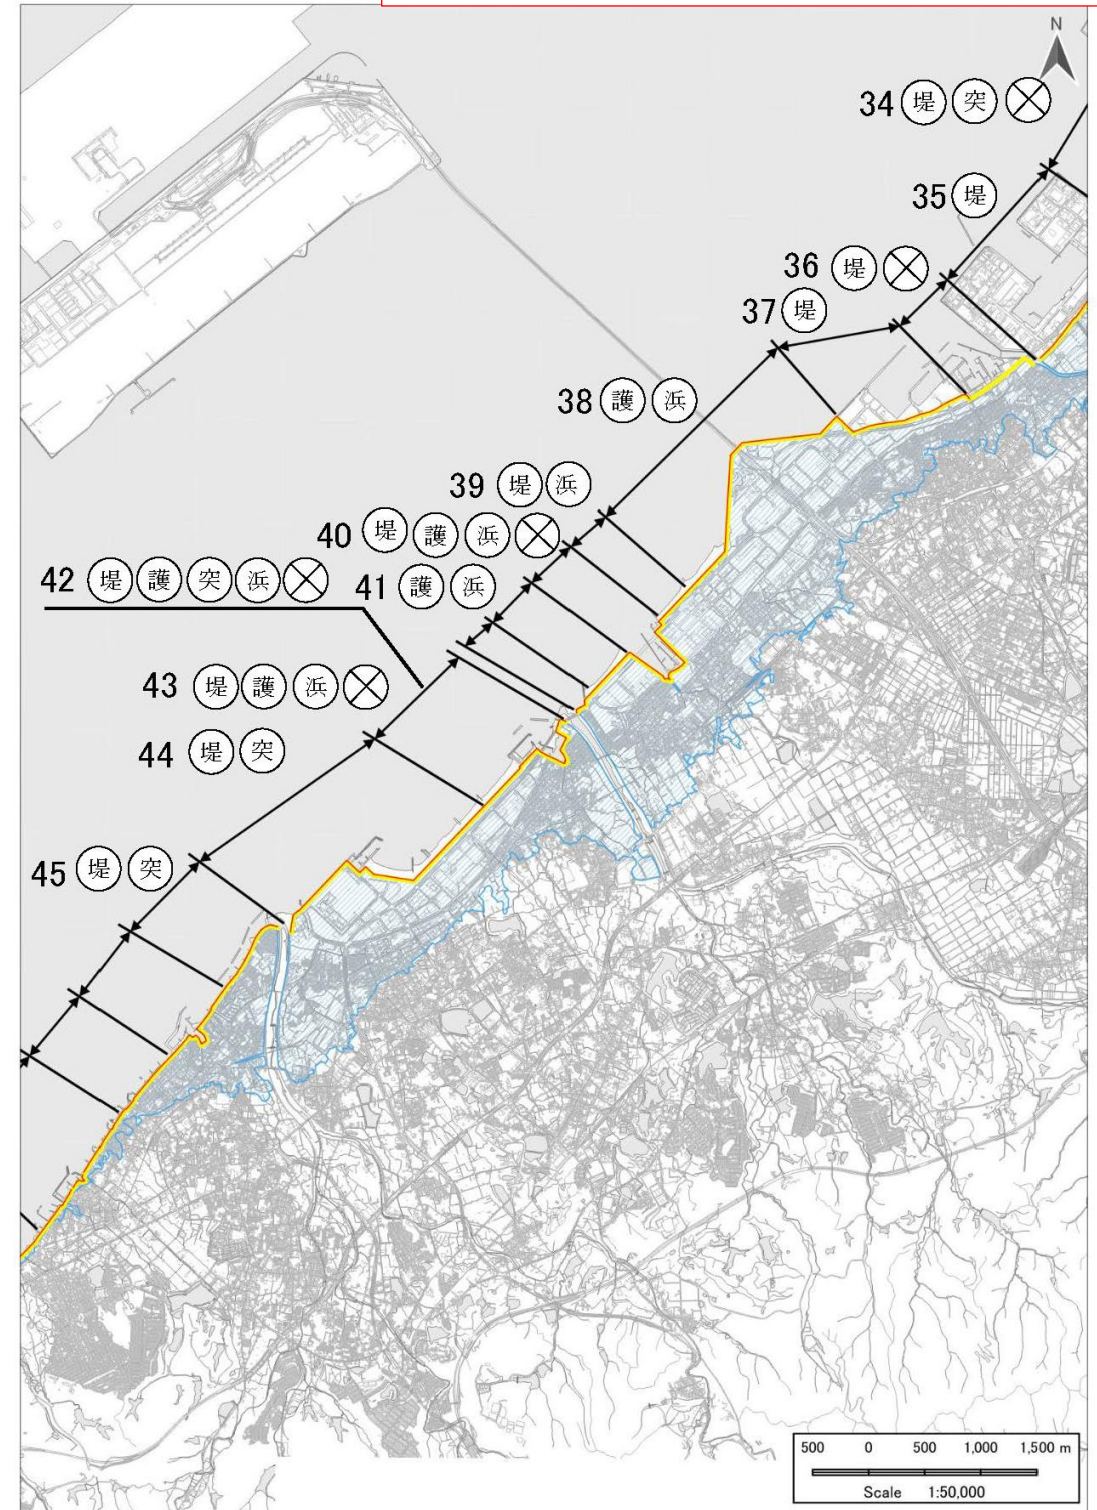 N
34 堤 突
35 堤
36 堤
37 堤
38 護 浜
39 堤 浜
40 堤 護 浜
41 護 浜
42 堤 護 突 浜
43 堤 護 浜
44 堤 突
45 堤 突
500 0 500 1,000 1,500 m
Scale 1:50,000